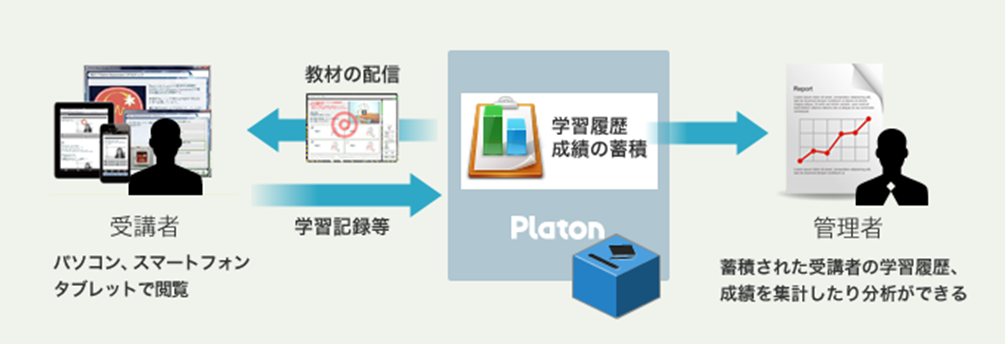 教材の配信
学習履歴
成績の蓄積
Report
受講者
学習記録等
Platon
管理者
パソコン、スマートフォン
タブレットで閲覧
蓄積された受講者の学習履歴、
成績を集計したり分析ができる